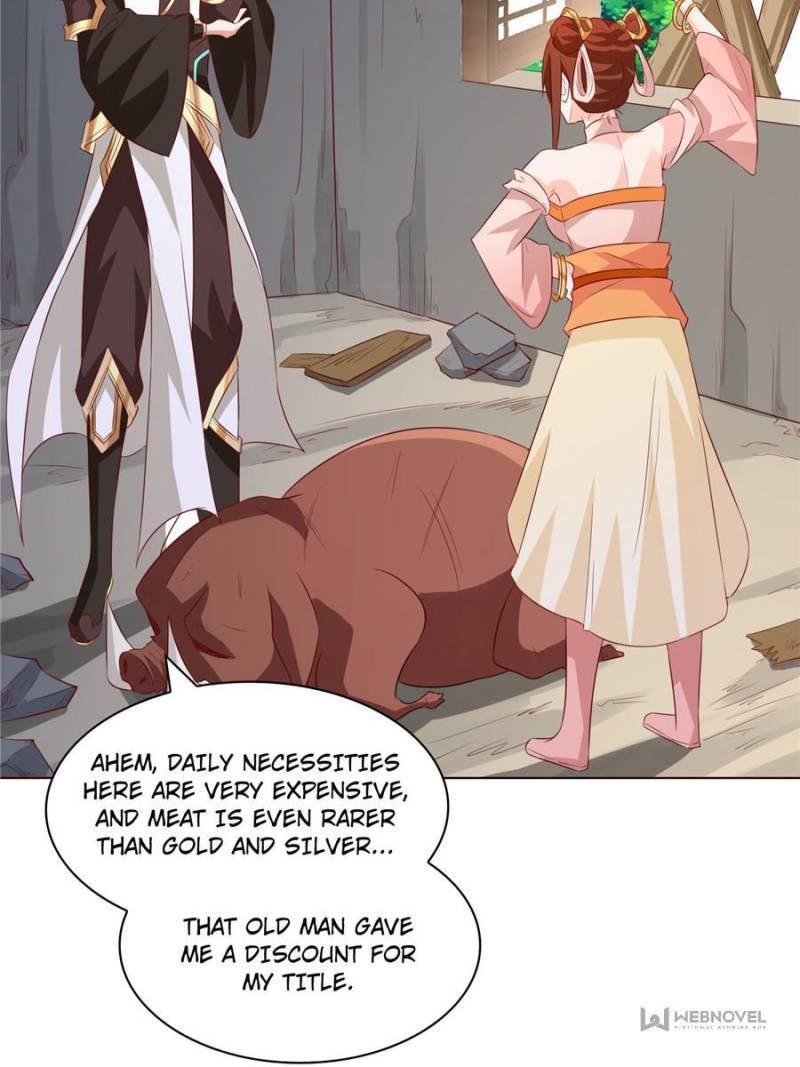 AHEM, DAILY NECESSITIES
HERE ARE VERY EXPENSIVE,
AND MEAT IS EVEN RARER
THAN GOLD AND SILVER...
THAT OLD MAN GAVE
ME A DISCOUNT FOR
MY TITLE.
WEBNOVEL